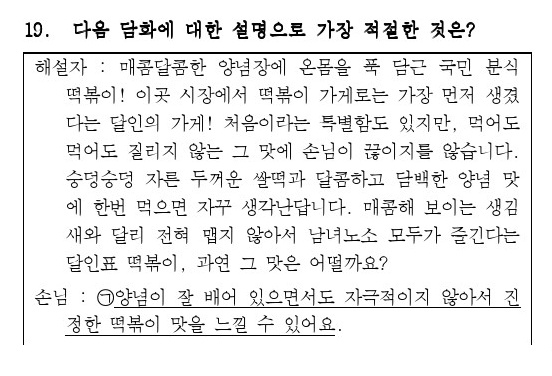 19. 다음 담화에 대한 설명으로 가장 적절한 것은?
해설자 : 매콤달콤한 양념장에 온몸을 푹 담근 국민 분식
떡볶이! 이곳 시장에서 떡볶이 가게로는 가장 먼저 생겼
다는 달인의 가게! 처음이라는 특별함도 있지만, 먹어도
먹어도 질리지 않는 그 맛에 손님이 끊이지를 않습니다.
숭덩숭덩 자른 두꺼운 쌀떡과 달콤하고 담백한 양념 맛
에 한번 먹으면 자꾸 생각난답니다. 매콤해 보이는 생김
새와 달리 전혀 맵지 않아서 남녀노소 모두가 즐긴다는
달인표 떡볶이, 과연 그 맛은 어떨까요?
손님 : ㉠양념이 잘 배어 있으면서도 자극적이지 않아서 진
정한 떡볶이 맛을 느낄 수 있어요.